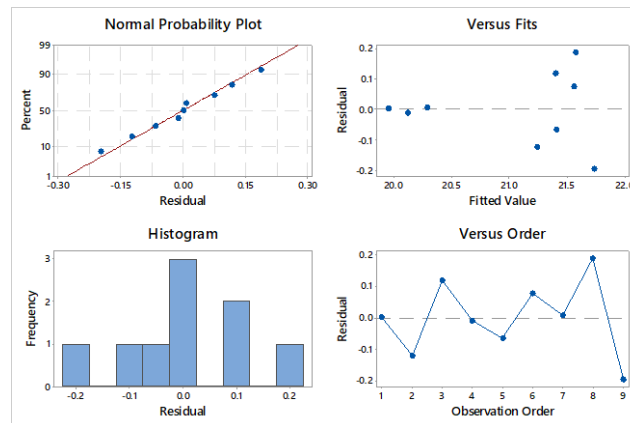 Normal Probability Plot
99
90
50
10
1
Percent
-0.30 -0.15 0.00 0.15 0.30
Residual
Versus Fits
0.2
0.1
0.0
-0.1
-0.2
Residual
20.0 20.5 21.0 21.5 22.0
Fitted Value
Histogram
3
2
1
0
Frequency
-0.2 -0.1 0.0 0.1 0.2
Residual
Versus Order
0.2
0.1
0.0
-0.1
-0.2
Residual
1 2 3 4 5 6 7 8 9
Observation Order